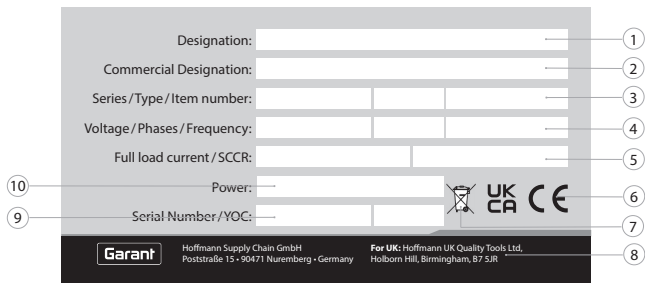 Designation: 1
Commercial Designation: 2
Series / Type / Item number: 3
Voltage / Phases / Frequency: 4
Full load current / SCCR: 5
10 Power: UK CA CE 6
9 Serial Number / YOC: 7
Garant
Hoffmann Supply Chain GmbH
Poststraße 15 • 90471 Nuremberg • Germany
For UK: Hoffmann UK Quality Tools Ltd,
Holborn Hill, Birmingham, B7 5JR
8